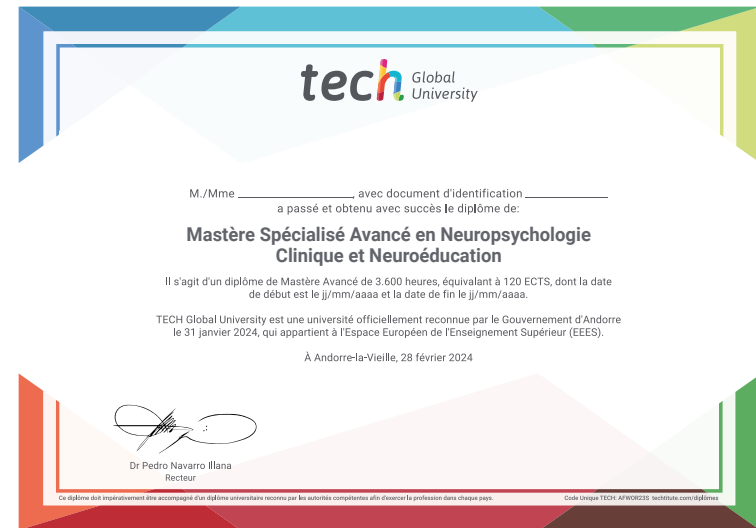 tech Global
University
M./Mme ____________________, avec document d'identification ______________
a passé et obtenu avec succès le diplôme de:
Mastère Spécialisé Avancé en Neuropsychologie
Clinique et Neuroéducation
Il s'agit d'un diplôme de Mastère Avancé de 3.600 heures, équivalant à 120 ECTS, dont la date
de début est le jj/mm/aaaa et la date de fin le jj/mm/aaaa.
TECH Global University est une université officiellement reconnue par le Gouvernement d'Andorre
le 31 janvier 2024, qui appartient à l'Espace Européen de l'Enseignement Supérieur (EEES).
À Andorre-la-Vieille, 28 février 2024
Dr Pedro Navarro Illana
Recteur
Ce diplôme doit impérativement être accompagné d'un diplôme universitaire reconnu par les autorités compétentes afin d'exercer la profession dans chaque pays.
Code Unique TECH: AFWOR23S techtitute.com/diplômes